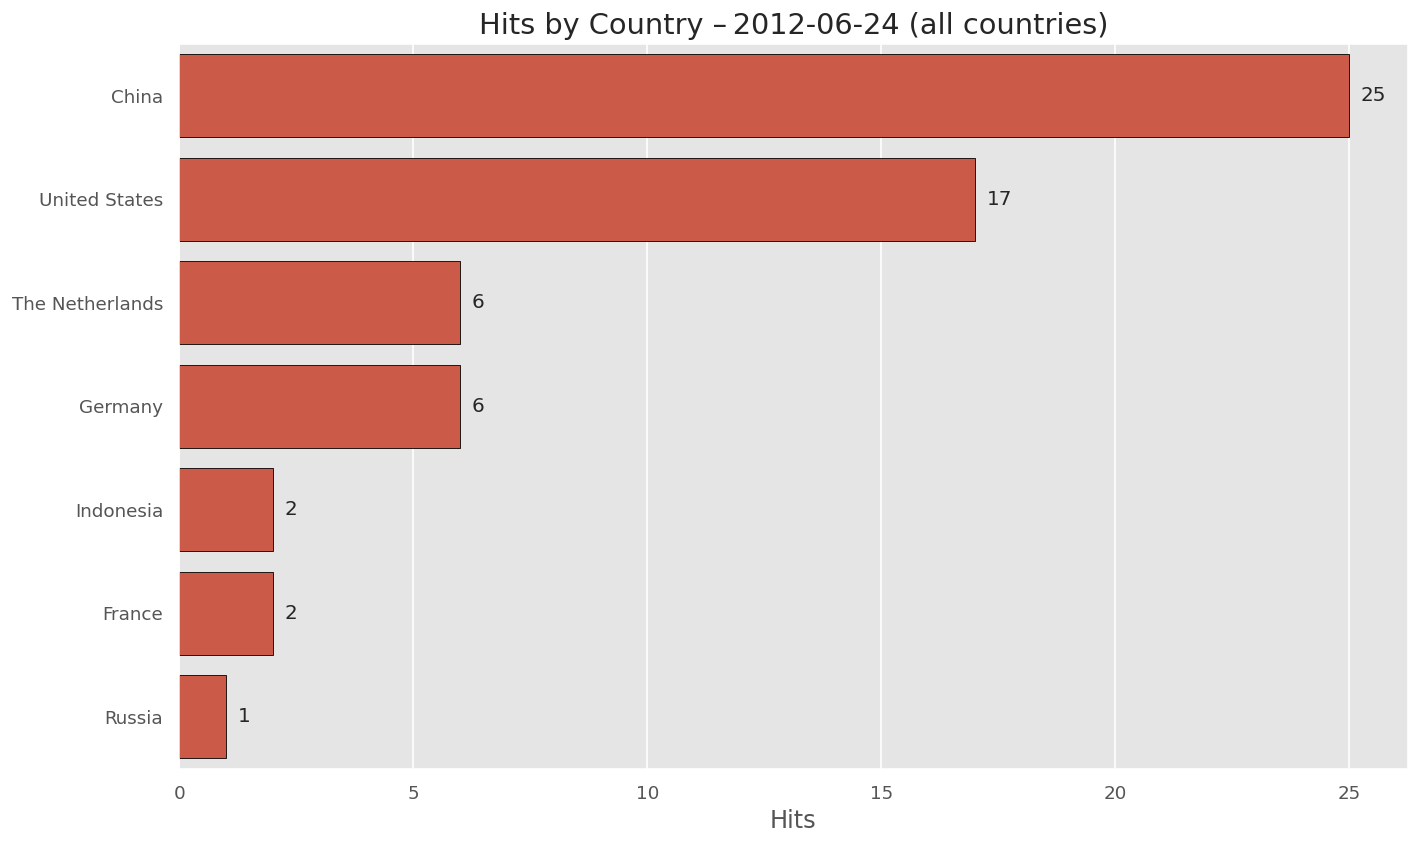 Hits by Country – 2012-06-24 (all countries)
China 25
United States 17
The Netherlands 6
Germany 6
Indonesia 2
France 2
Russia 1
0 5 10 15 20 25
Hits